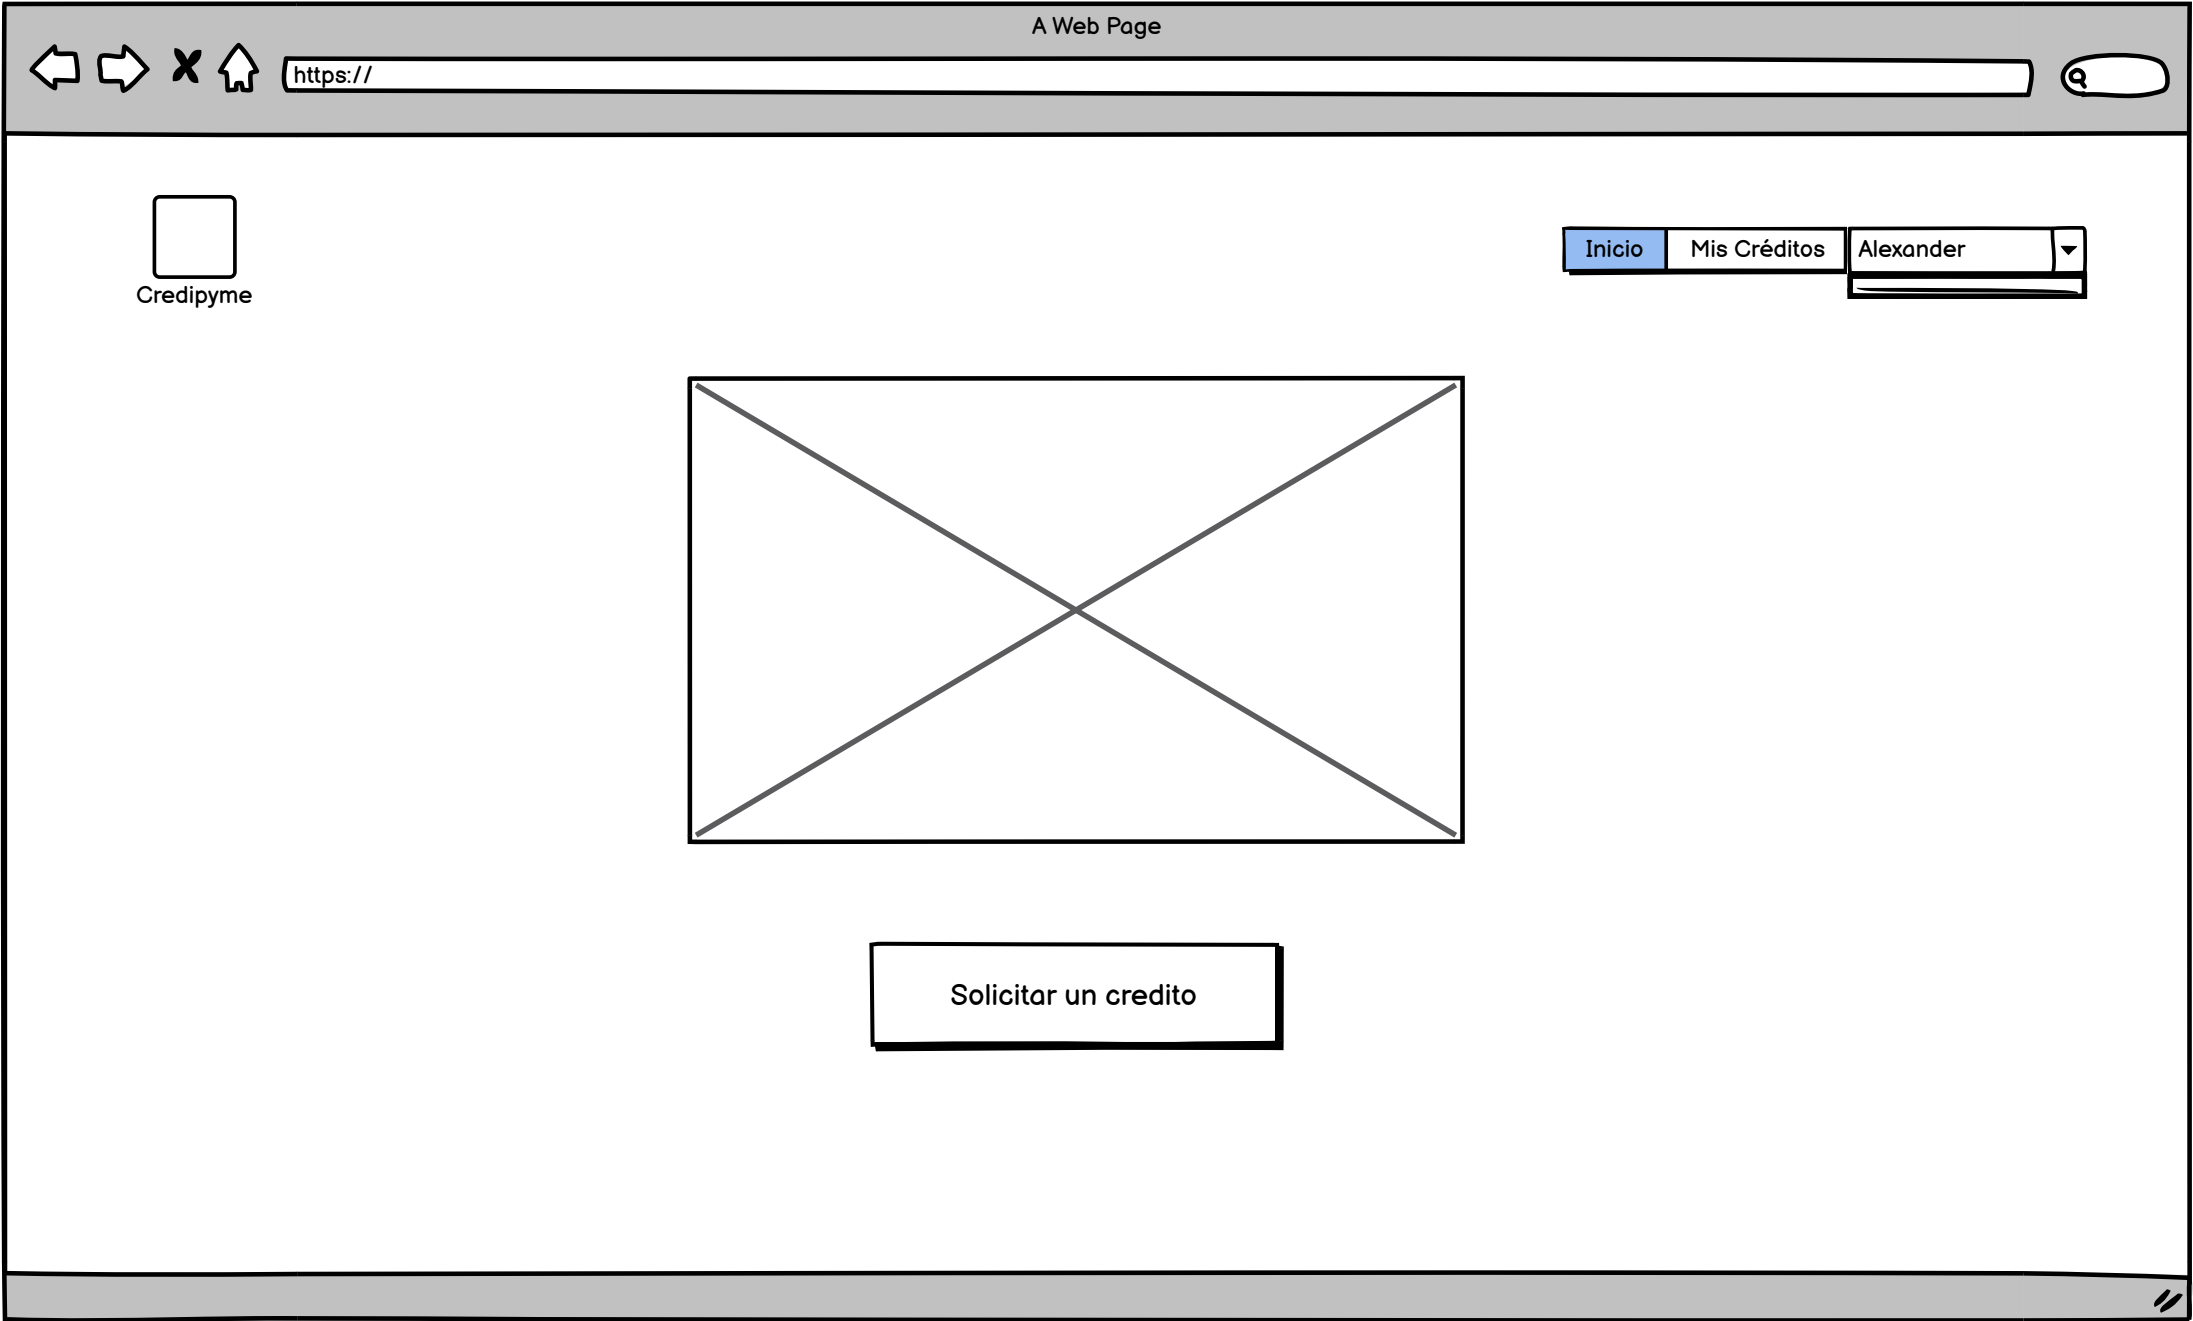 A Web Page
https://
Inicio
Mis Créditos
Alexander
Credipyme
Solicitar un credito